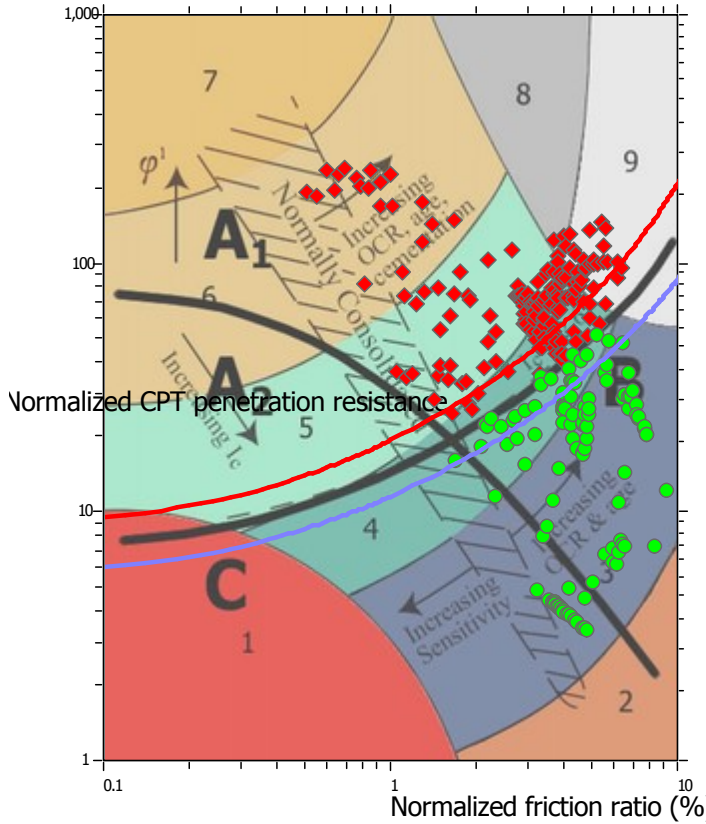 1,000
7
8
9
φ'
Increasing
OCR, age,
cementation
Normally Consolid
A1
100
6
Increasing Ic
A2
B
Normalized CPT penetration resistance
5
10
4
Increasing
OCR & age
3
C
Increasing
Sensitivity
1
2
1
0.1
1
10
Normalized friction ratio (%